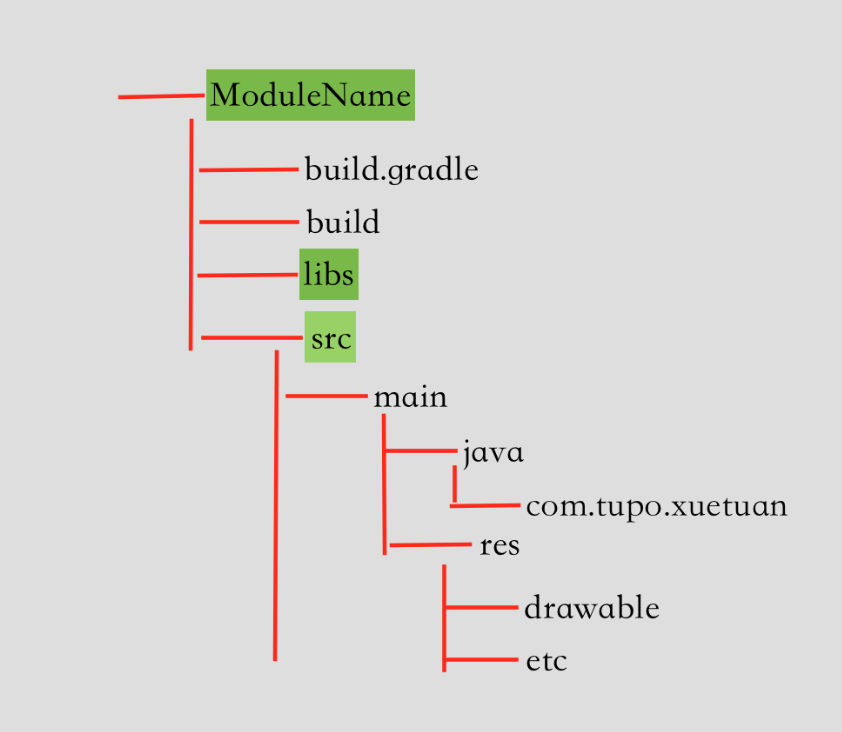 ModuleName
build.gradle
build
libs
src
main
java
com.tupo.xuetuan
res
drawable
etc